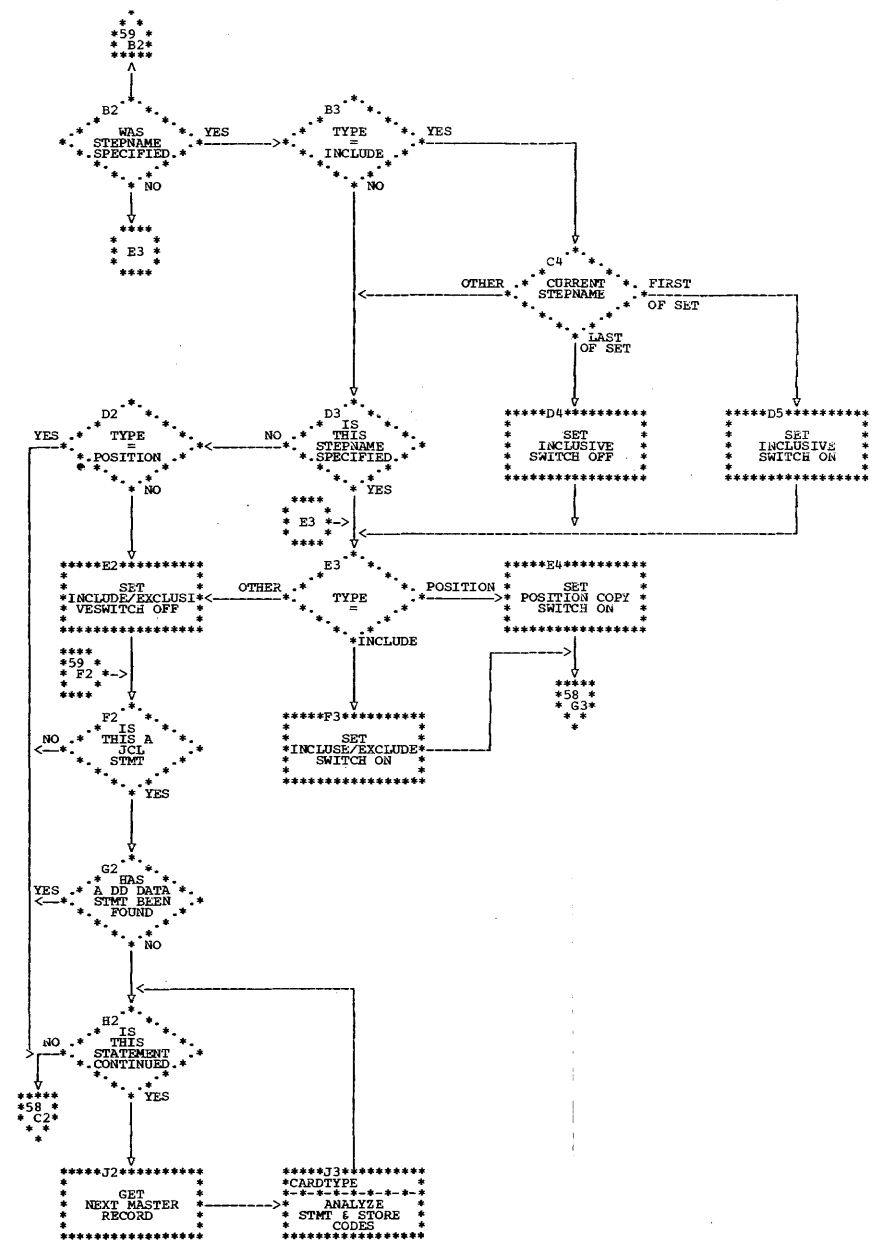 59
B2
B2
WAS
STEPNAME
SPECIFIED
YES
NO
B3
TYPE
=
INCLUDE
YES
NO
E3
C4
CURRENT
STEPNAME
OTHER
FIRST
OF SET
LAST
OF SET
D2
TYPE
=
POSITION
YES
NO
D3
IS
THIS
STEPNAME
SPECIFIED
NO
YES
D4
SET
INCLUSIVE
SWITCH OFF
D5
SET
INCLUSIVE
SWITCH ON
E3
E2
SET
INCLUDE/EXCLUSI
VESWITCH OFF
OTHER
E3
TYPE
=
POSITION
INCLUDE
E4
SET
POSITION COPY
SWITCH ON
59
F2
58
G3
F2
IS
THIS A
JCL
STMT
NO
YES
F3
SET
INCLUSE/EXCLUDE
SWITCH ON
G2
HAS
A DD DATA
STMT BEEN
FOUND
YES
NO
H2
IS
THIS
STATEMENT
CONTINUED
NO
YES
58
C2
J2
GET
NEXT MASTER
RECORD
J3
CARDTYPE
ANALYZE
STMT & STORE
CODES